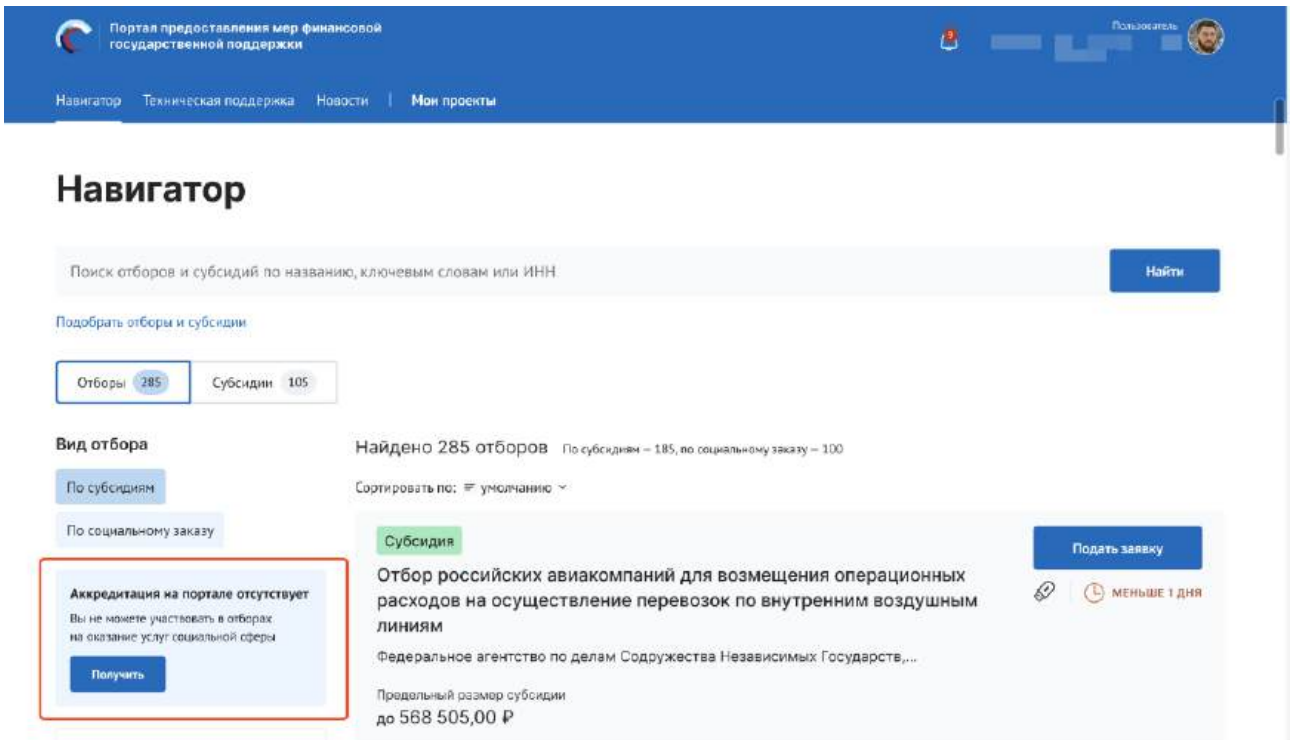 Портал предоставления мер финансовой
государственной поддержки
9
Пользователь
Навигатор Техническая поддержка Новости | Мои проекты
Навигатор
Поиск отборов и субсидий по названию, ключевым словам или ИНН
Найти
Подобрать отборы и субсидии
Отборы 285 Субсидии 105
Вид отбора
По субсидиям
По социальному заказу
Аккредитация на портале отсутствует
Вы не можете участвовать в отборах
на оказание услуг социальной сферы
Получить
Найдено 285 отборов По субсидиям – 185, по социальному заказу – 100
Сортировать по: умолчанию
Субсидия
Отбор российских авиакомпаний для возмещения операционных
расходов на осуществление перевозок по внутренним воздушным
линиям
Федеральное агентство по делам Содружества Независимых Государств,...
Предельный размер субсидии
до 568 505,00 ₽
Подать заявку
МЕНЬШЕ 1 ДНЯ